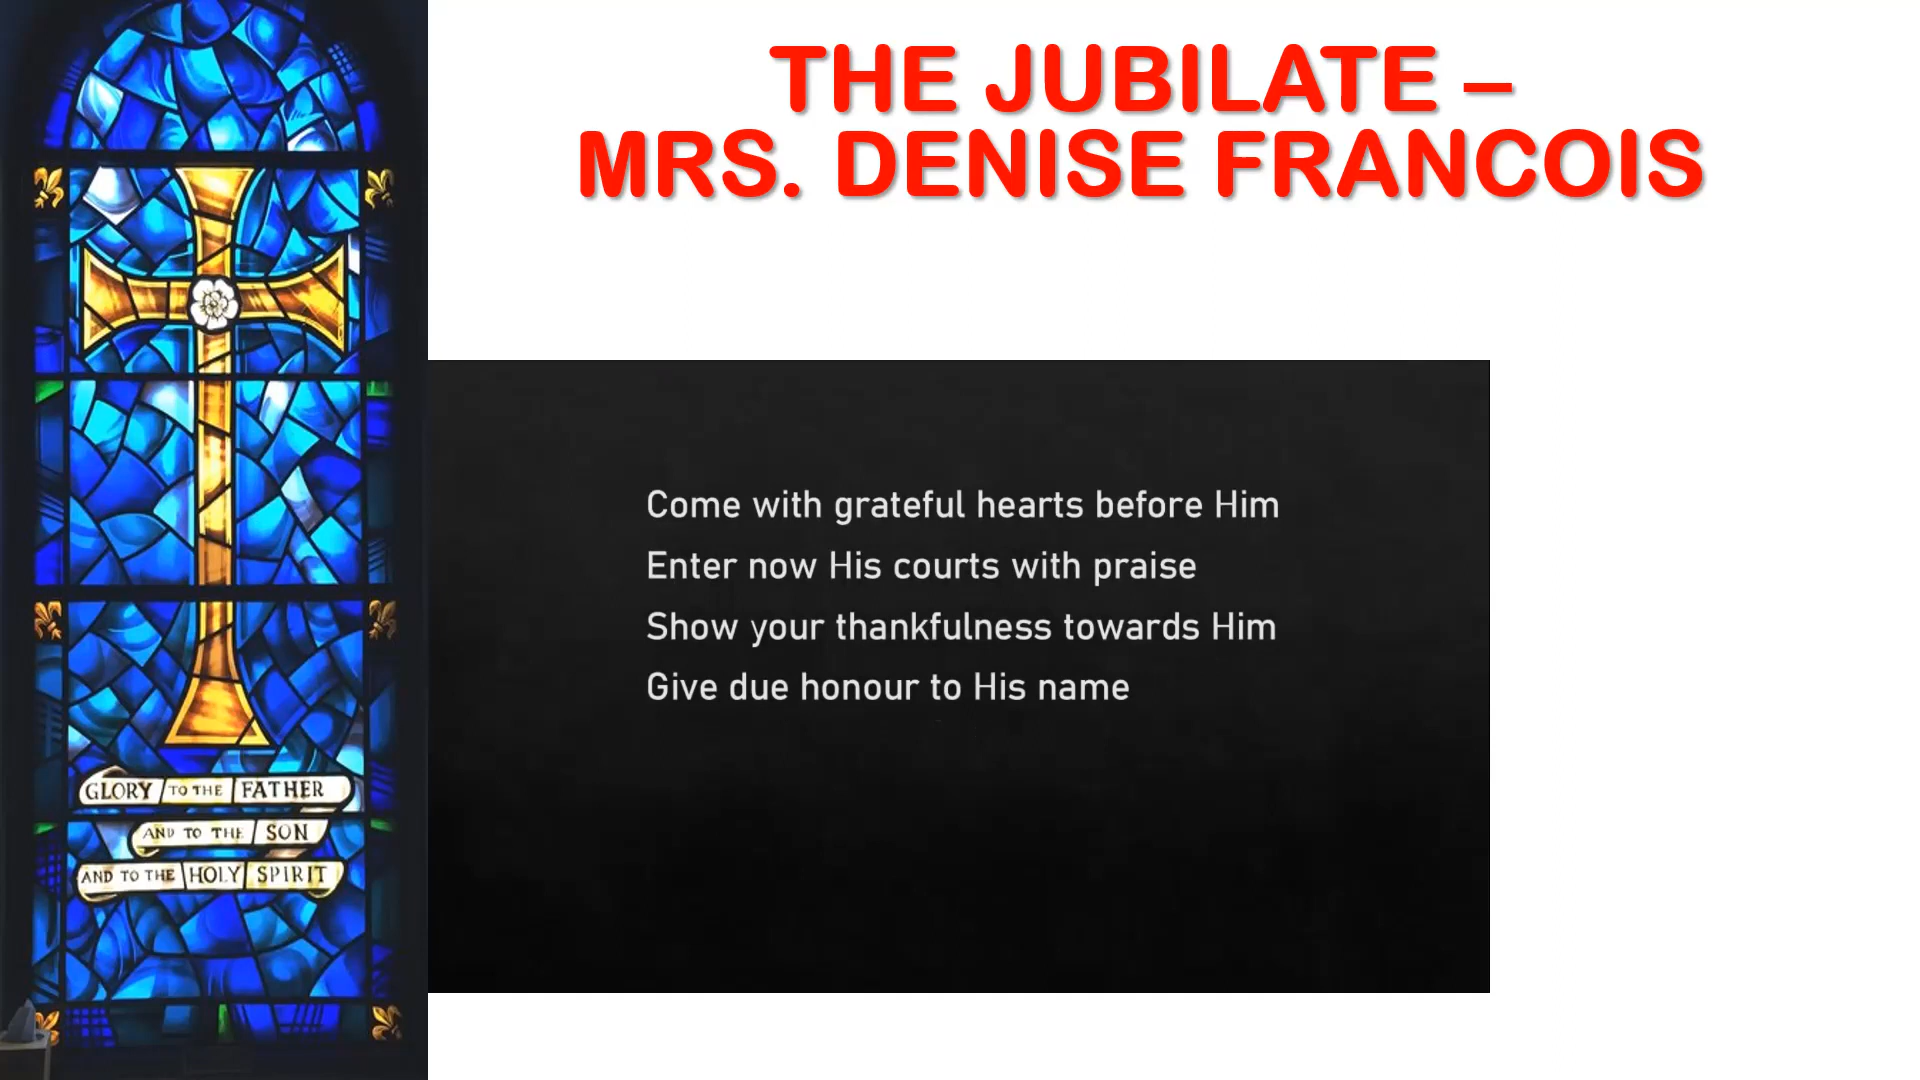 THE JUBILATE –
MRS. DENISE FRANCOIS
Come with grateful hearts before Him
Enter now His courts with praise
Show your thankfulness towards Him
Give due honour to His name
GLORY TO THE FATHER
AND TO THE SON
AND TO THE HOLY SPIRIT